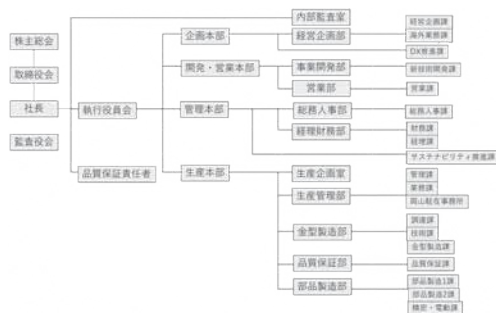 株主総会
取締役会
社長
監査役会
執行役員会
品質保証責任者
企画本部
開発・営業本部
管理本部
生産本部
内部監査室
経営企画部
事業開発部
営業部
総務人事部
経理財務部
生産企画室
生産管理部
金型製造部
品質保証部
部品製造部
経営企画課
海外業務課
DX推進課
新技術開発課
営業課
総務人事課
財務課
経理課
サステナビリティ推進課
管理課
業務課
岡山駐在事務所
調達課
技術課
金型製造課
品質保証課
部品製造1課
部品製造2課
精密・電動課